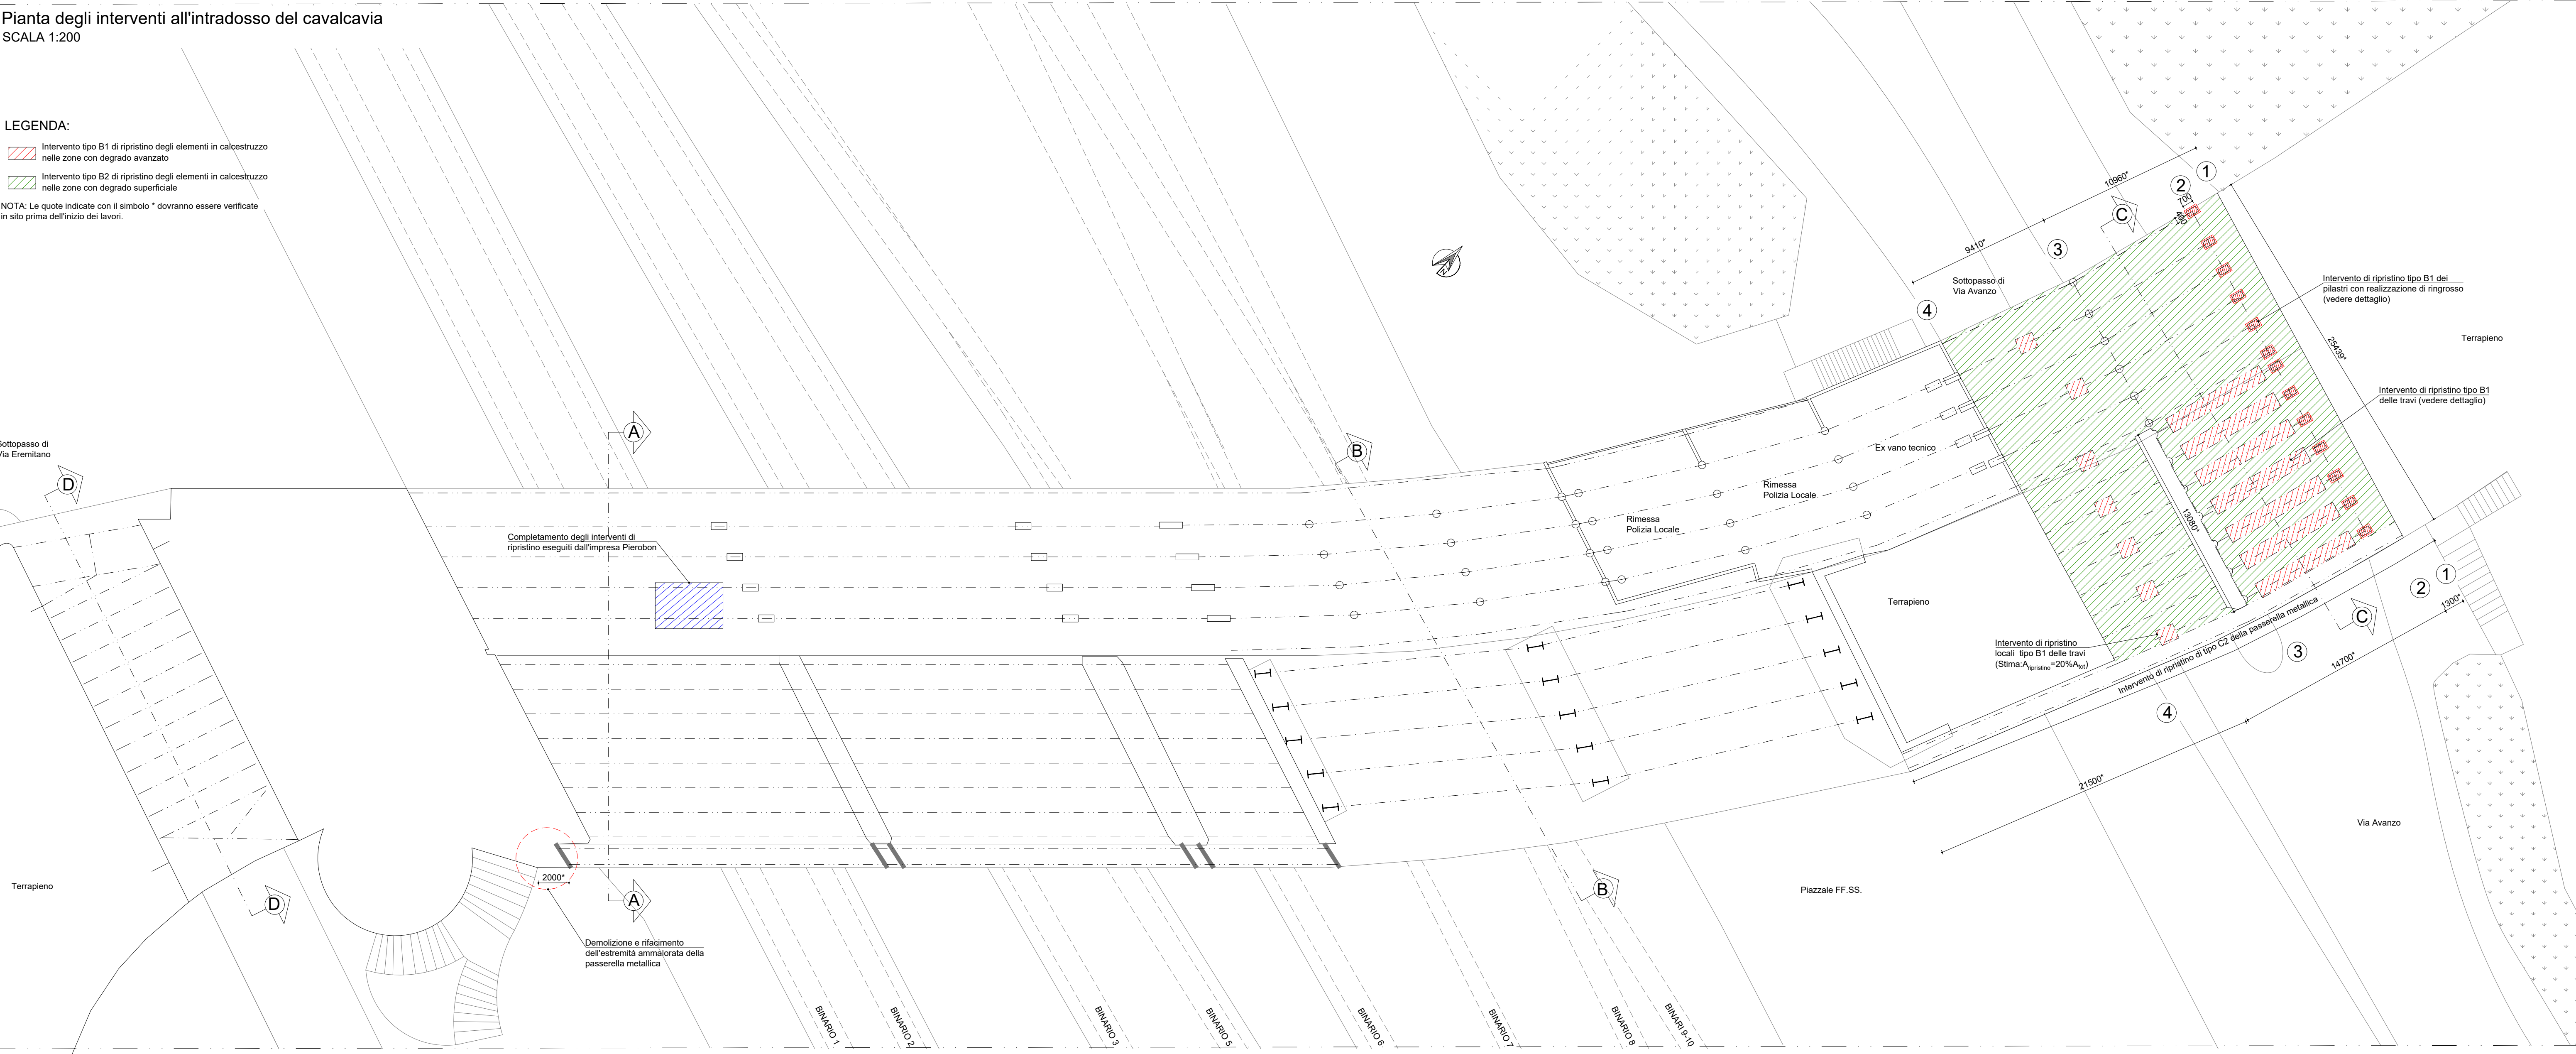 Pianta degli interventi all'intradosso del cavalcavia
SCALA 1:200
LEGENDA:
Intervento tipo B1 di ripristino degli elementi in calcestruzzo
nelle zone con degrado avanzato
Intervento tipo B2 di ripristino degli elementi in calcestruzzo
nelle zone con degrado superficiale
NOTA: Le quote indicate con il simbolo * dovranno essere verificate
in sito prima dell'inizio dei lavori.
Sottopasso di
Via Eremitano
D
D
Terrapieno
A
A
Completamento degli interventi di
ripristino eseguiti dall'impresa Pierobon
2000*
Demolizione e rifacimento
dell'estremità ammalorata della
passerella metallica
BINARIO 1
BINARIO 2
BINARIO 3
BINARIO 5
BINARIO 6
BINARIO 7
BINARIO 8
BINARI 9-10
B
B
N
Rimessa
Polizia Locale
Rimessa
Polizia Locale
Ex vano tecnico
Terrapieno
Piazzale FF.SS.
Sottopasso di
Via Avanzo
9410*
10960*
700
400
1
2
3
4
C
Intervento di ripristino tipo B1 dei
pilastri con realizzazione di ringrosso
(vedere dettaglio)
Terrapieno
25439*
Intervento di ripristino tipo B1
delle travi (vedere dettaglio)
13080*
Intervento di ripristino
locali tipo B1 delle travi
(Stima:Aripristino=20%Atot)
Intervento di ripristino di tipo C2 della passerella metallica
C
1
2
3
4
1300*
14700*
21500*
Via Avanzo